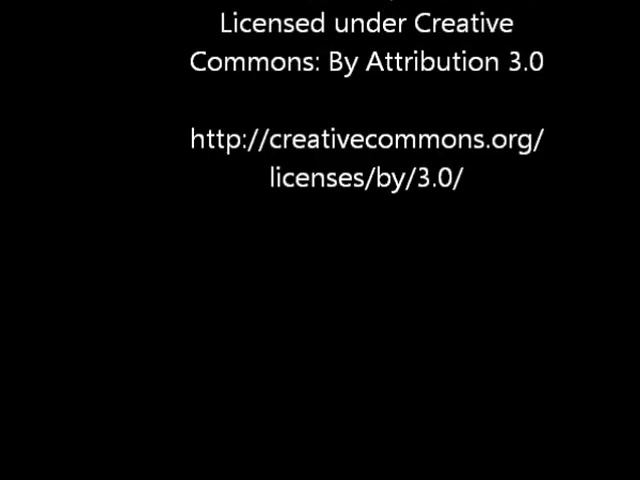 Licensed under Creative
Commons: By Attribution 3.0
http://creativecommons.org/
licenses/by/3.0/